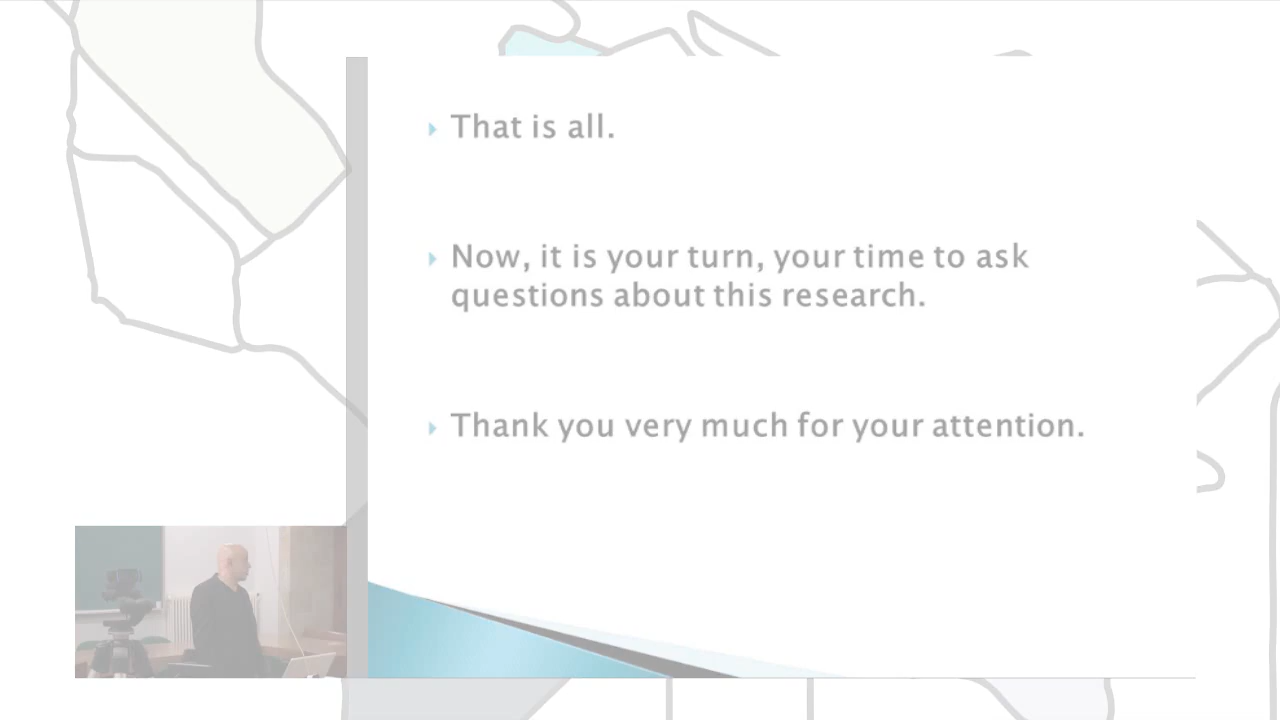 That is all.
Now, it is your turn, your time to ask
questions about this research.
Thank you very much for your attention.